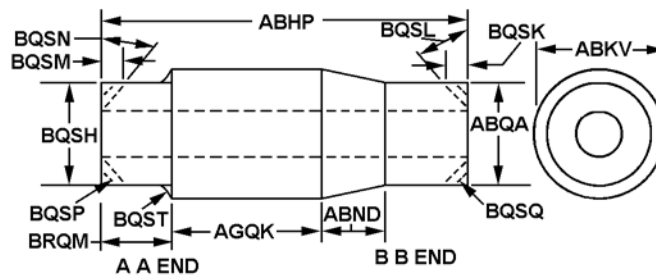 ABHP
BQSN
BQSL
BQSK
ABKV
BQSM
BQSH
ABQA
BQSP
BQST
ABND
BQSQ
BRQM
AGQK
A A END
B B END